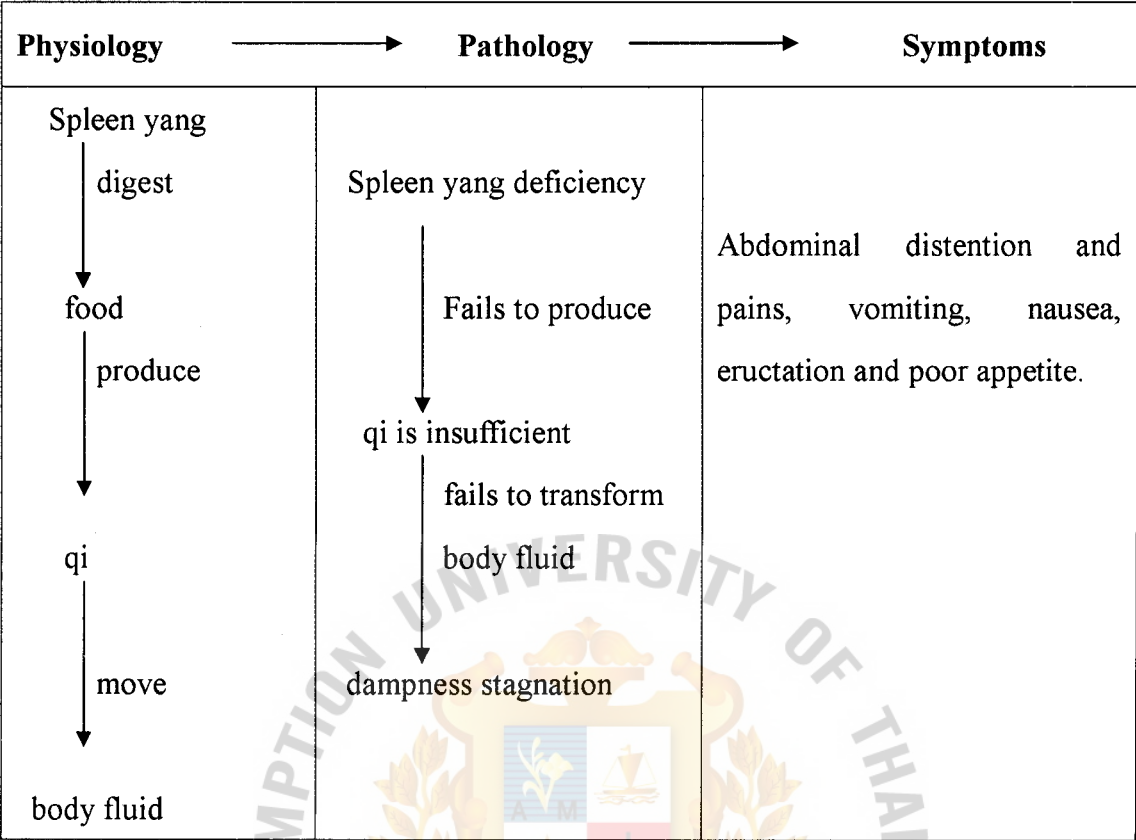 Physiology Pathology Symptoms
Spleen yang
digest
food
produce
qi
move
body fluid
Spleen yang deficiency
Fails to produce
qi is insufficient
fails to transform
body fluid
dampness stagnation
Abdominal distention and
pains, vomiting, nausea,
eructation and poor appetite.
UNIVERSITY OF
A M